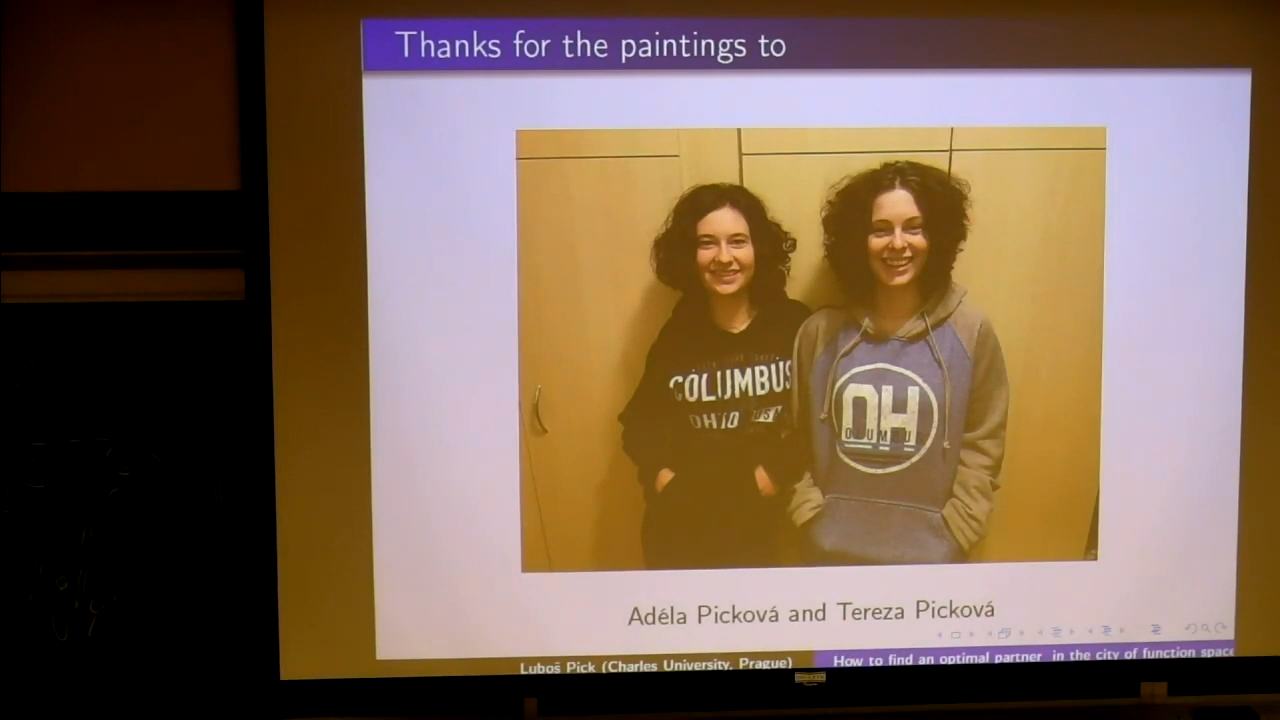 Thanks for the paintings to
COLUMBUS
OHIO USA
OH
Adéla Picková and Tereza Picková
Luboš Pick (Charles University, Prague)
How to find an optimal partner in the city of function space